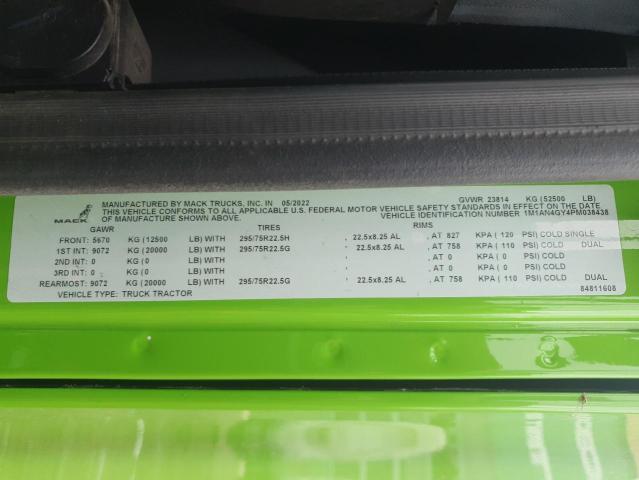 MANUFACTURED BY MACK TRUCKS, INC. IN 05/2022 GVWR 23814 KG (52500 LB)
THIS VEHICLE CONFORMS TO ALL APPLICABLE U.S. FEDERAL MOTOR VEHICLE SAFETY STANDARDS IN EFFECT ON THE DATE
OF MANUFACTURE SHOWN ABOVE. VEHICLE IDENTIFICATION NUMBER 1M1AN4GY4PM038438
MACK
GAWR TIRES RIMS
FRONT: 5670 KG (12500 LB) WITH 295/75R22.5H , 22.5x8.25 AL , AT 827 KPA ( 120 PSI) COLD SINGLE
1ST INT: 9072 KG (20000 LB) WITH 295/75R22.5G , 22.5x8.25 AL , AT 758 KPA ( 110 PSI) COLD DUAL
2ND INT: 0 KG ( 0 LB) WITH , , AT 0 KPA ( 0 PSI) COLD
3RD INT: 0 KG ( 0 LB) WITH , , AT 0 KPA ( 0 PSI) COLD
REARMOST: 9072 KG (20000 LB) WITH 295/75R22.5G , 22.5x8.25 AL , AT 758 KPA ( 110 PSI) COLD DUAL
VEHICLE TYPE: TRUCK TRACTOR 84811608